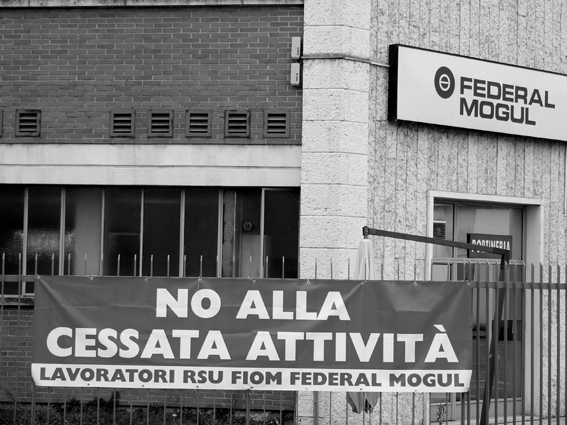 FEDERAL
MOGUL
PORTINERIA
NO ALLA
CESSATA ATTIVITÀ
LAVORATORI RSU FIOM FEDERAL MOGUL